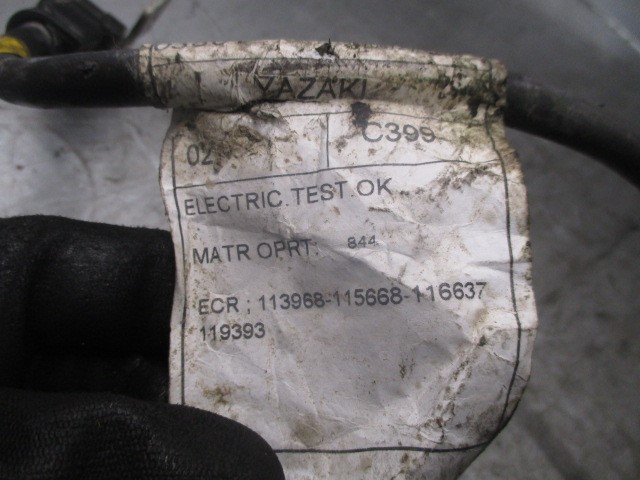 YAZAKI
02 C399
ELECTRIC.TEST.OK
MATR OPRT: 844
ECR ; 113968-115668-116637
119393